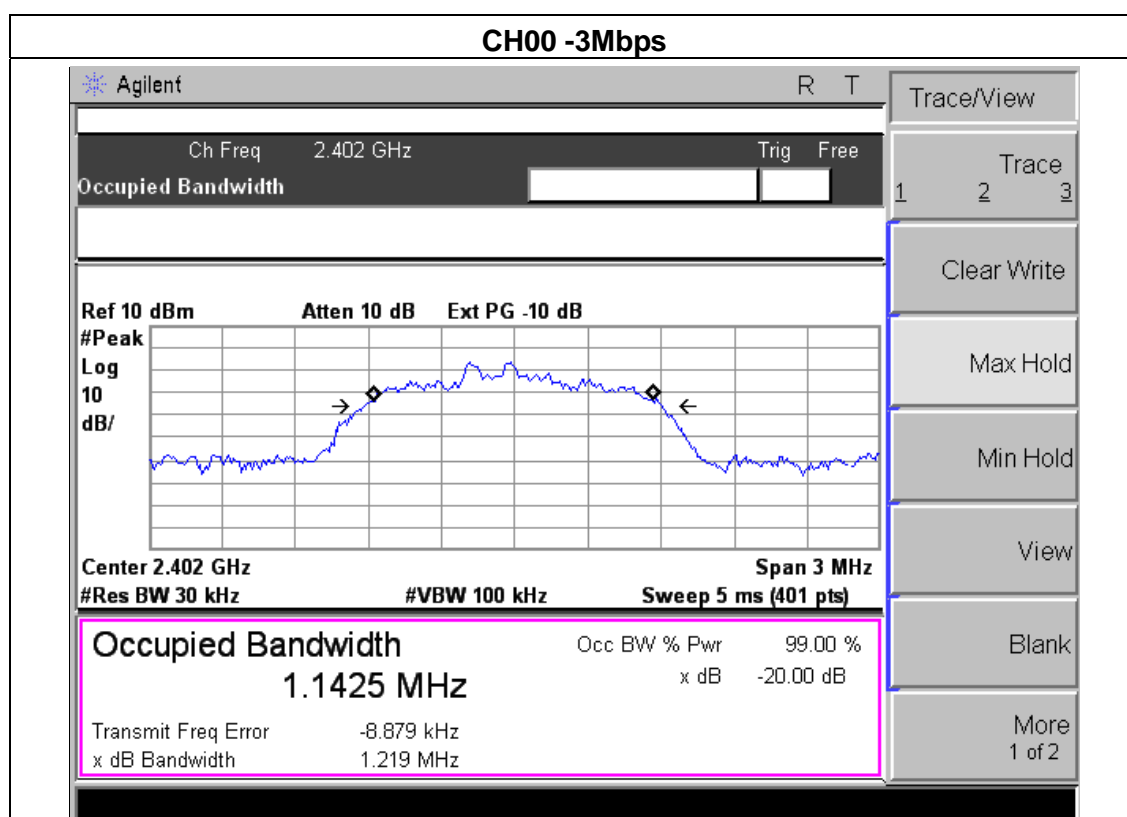 CH00 -3Mbps
Agilent R T
Ch Freq 2.402 GHz Trig Free
Occupied Bandwidth
Ref 10 dBm Atten 10 dB Ext PG -10 dB
#Peak
Log
10
dB/
Center 2.402 GHz Span 3 MHz
#Res BW 30 kHz #VBW 100 kHz Sweep 5 ms (401 pts)
Occupied Bandwidth Occ BW % Pwr 99.00 %
1.1425 MHz x dB -20.00 dB
Transmit Freq Error -8.879 kHz
x dB Bandwidth 1.219 MHz
Trace/View
Trace
1 2 3
Clear Write
Max Hold
Min Hold
View
Blank
More
1 of 2